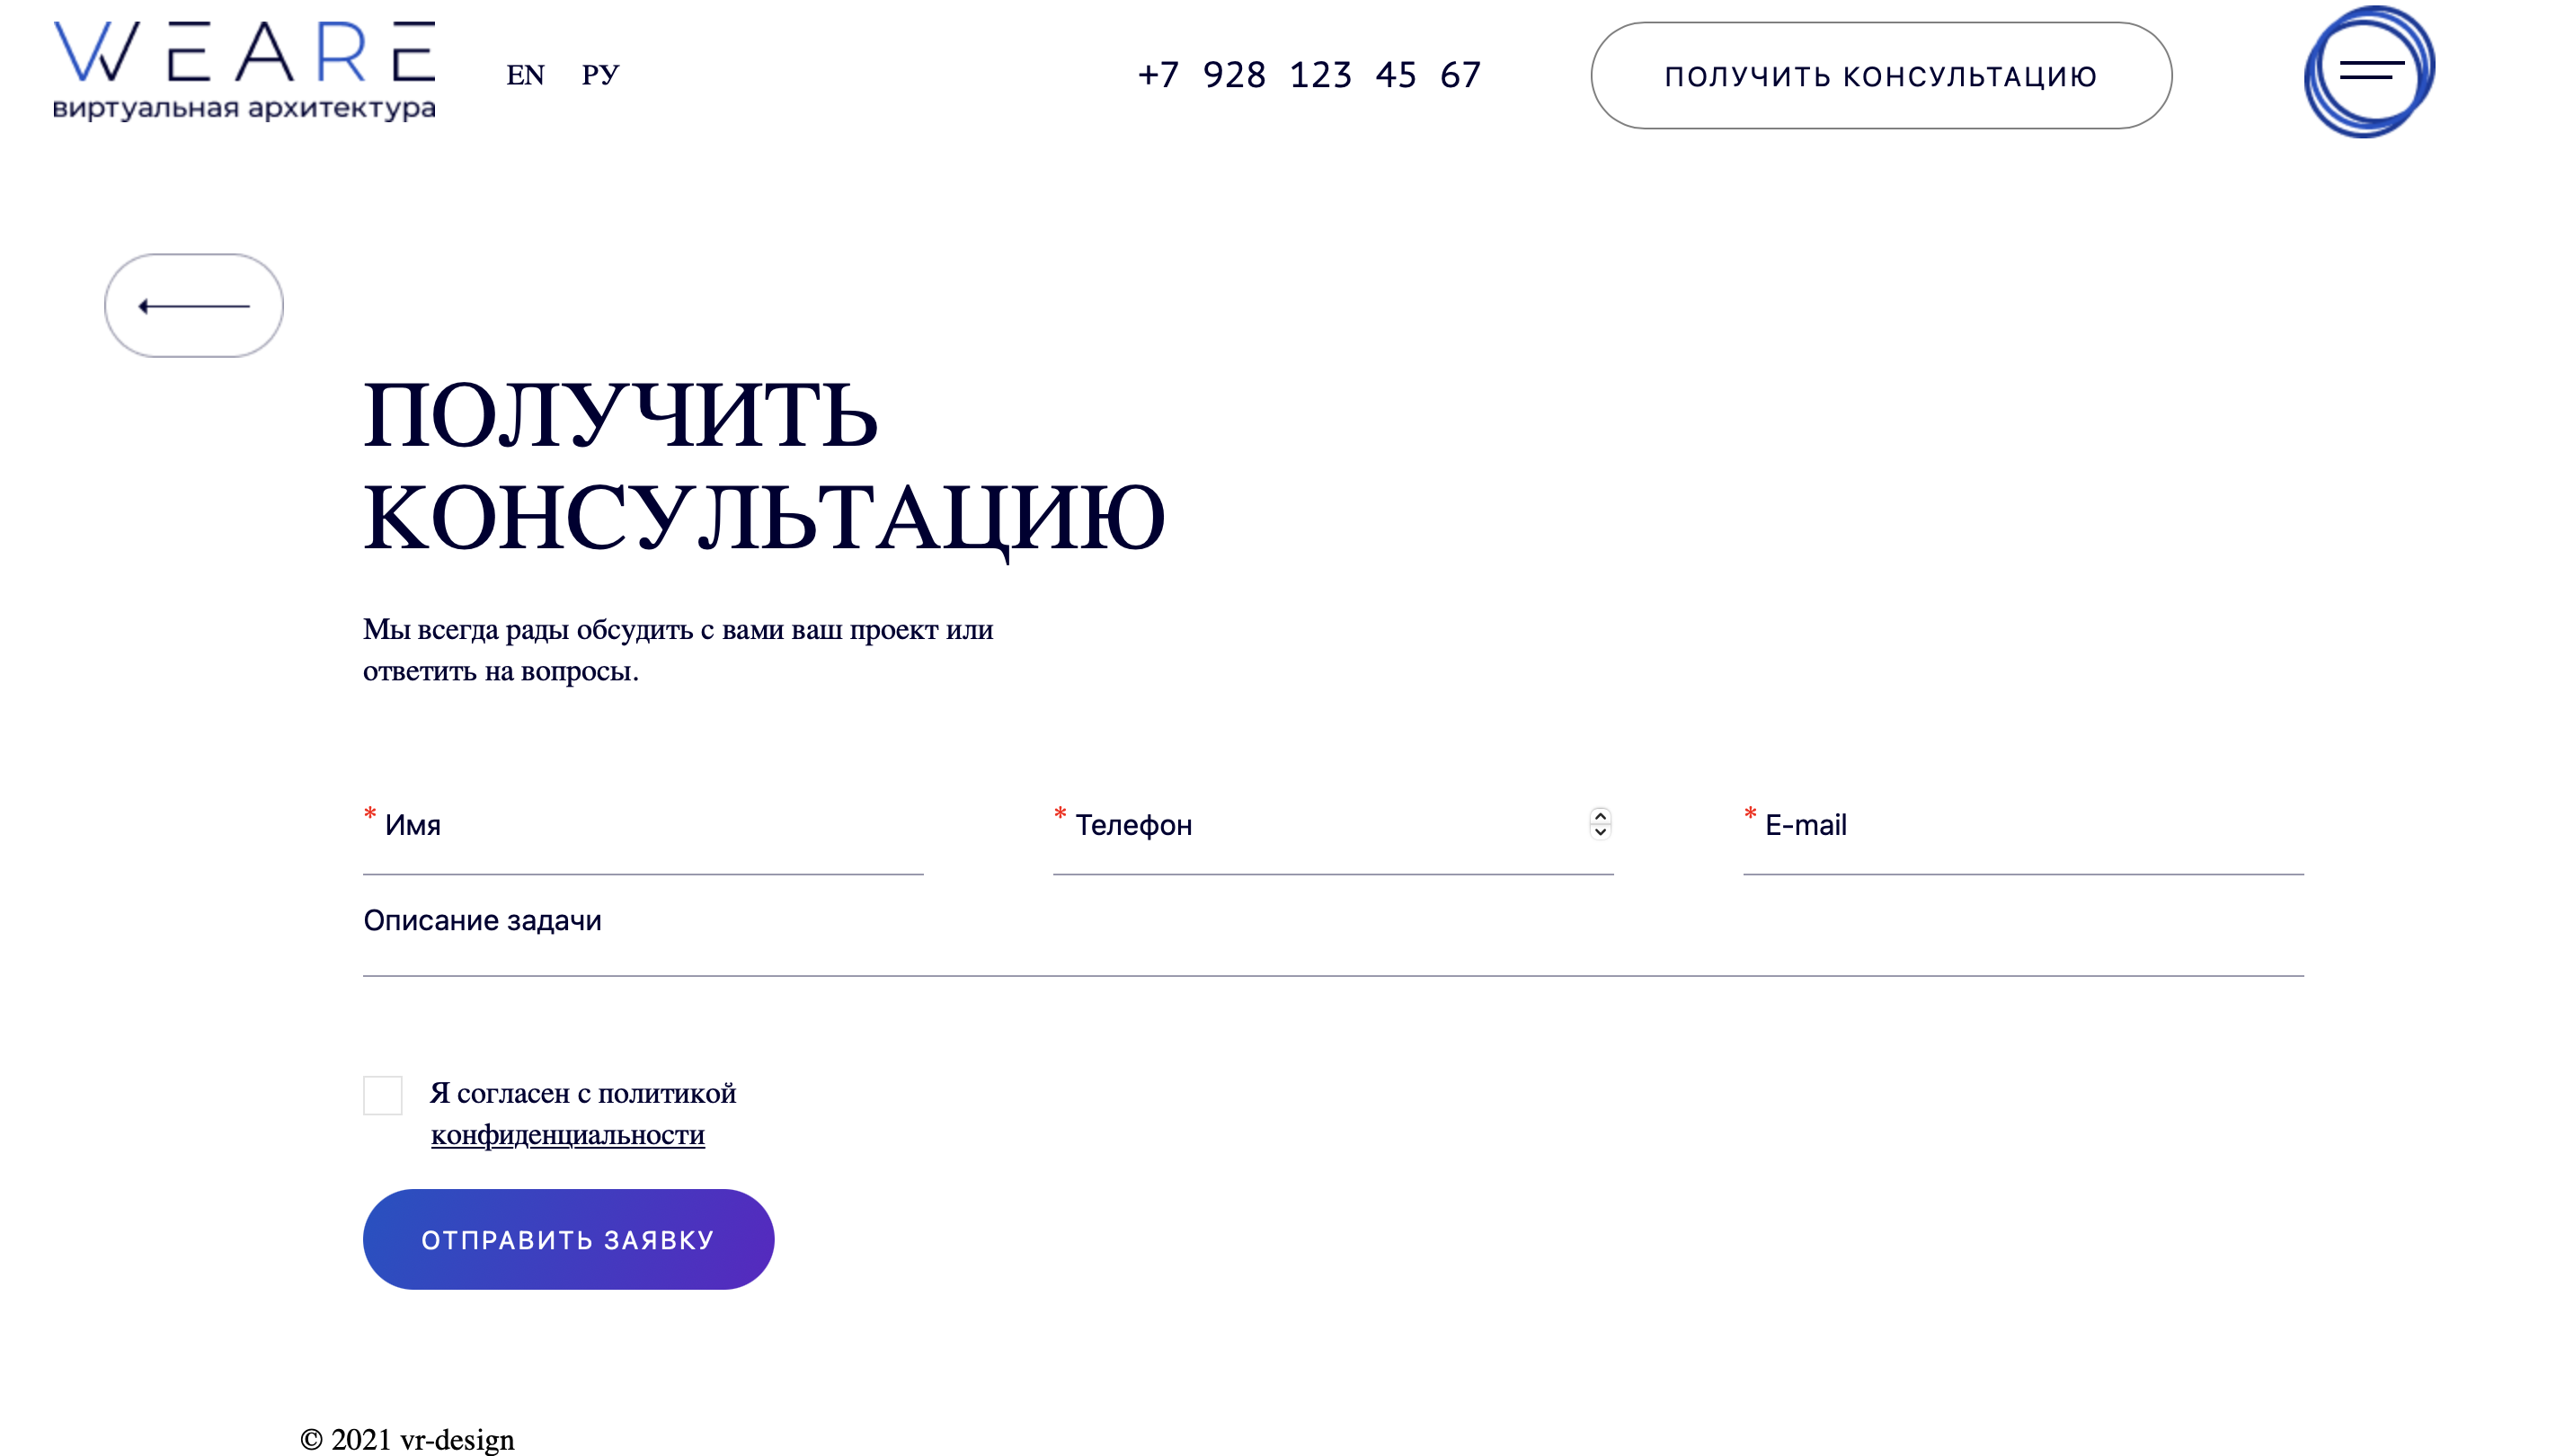 WEARE
виртуальная архитектура
EN РУ
+7 928 123 45 67
ПОЛУЧИТЬ КОНСУЛЬТАЦИЮ
ПОЛУЧИТЬ
КОНСУЛЬТАЦИЮ
Мы всегда рады обсудить с вами ваш проект или
ответить на вопросы.
* Имя
* Телефон
* E-mail
Описание задачи
Я согласен с политикой
конфиденциальности
ОТПРАВИТЬ ЗАЯВКУ
© 2021 vr-design